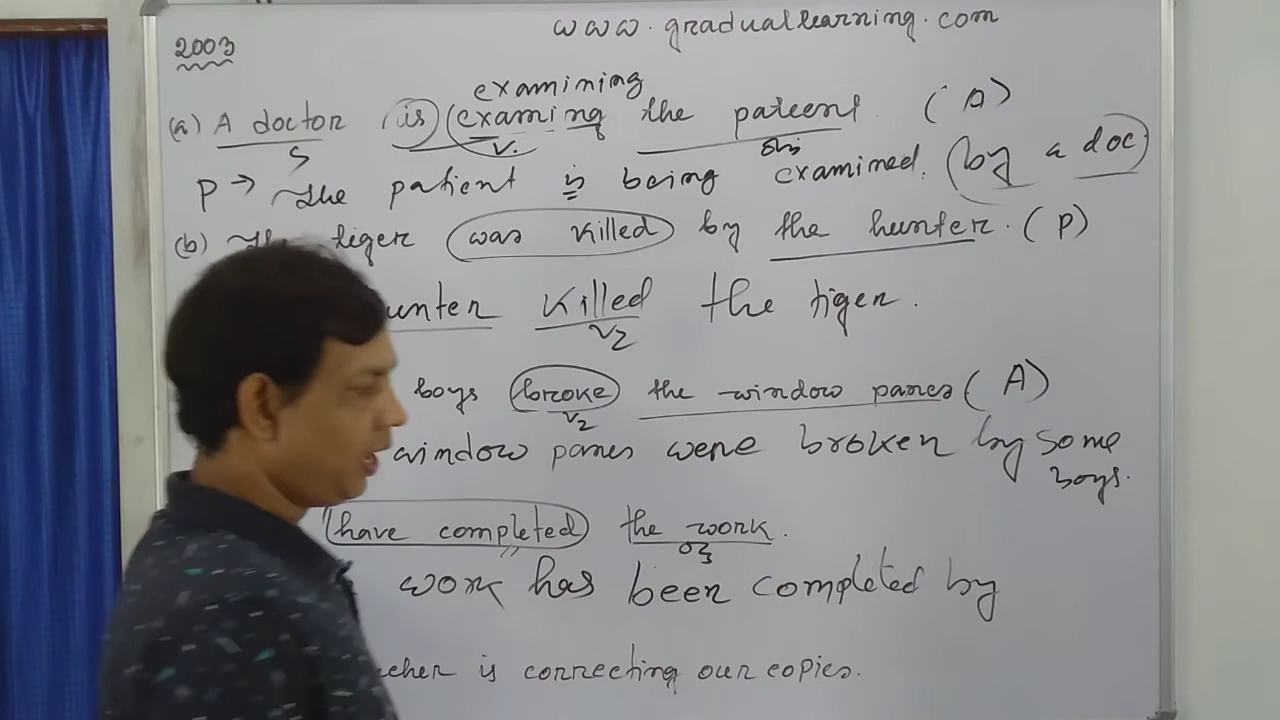 www.graduallearning.com
2003
examining
(a) A doctor (is) (examing the patient. (A)
S V. Obj
P → The patient is being examined. (by a doc)
(b) The tiger (was killed) by the hunter. (P)
unter killed the tiger.
V2
boys (broke) the window panes (A)
V2
window panes were broken by some
boys.
(have completed) the work.
Obj
work has been completed by
cher is correcting our copies.